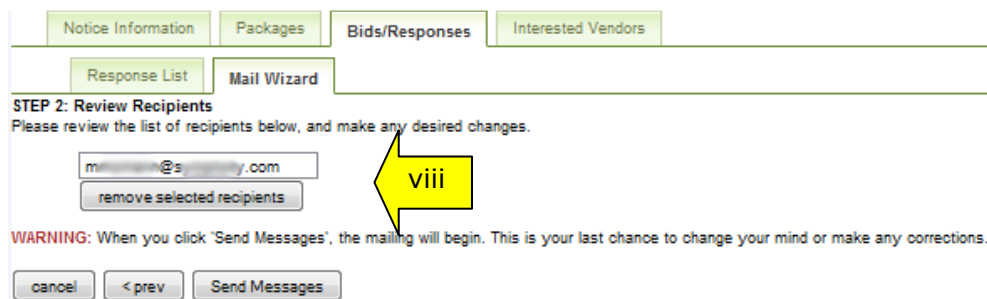 Notice Information Packages Bids/Responses Interested Vendors
Response List Mail Wizard
STEP 2: Review Recipients
Please review the list of recipients below, and make any desired changes.
.com
viii
remove selected recipients
WARNING: When you click 'Send Messages', the mailing will begin. This is your last chance to change your mind or make any corrections.
cancel < prev Send Messages